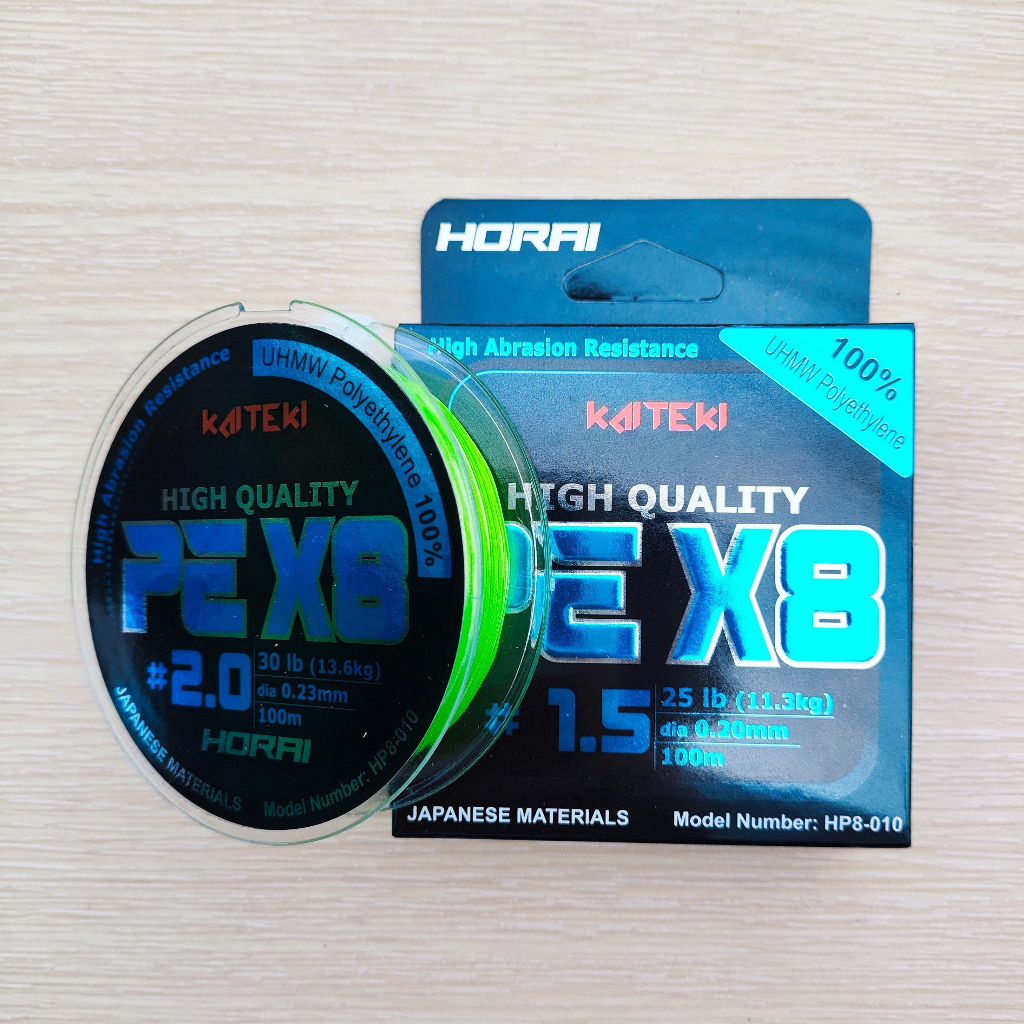 HORAI
High Abrasion Resistance
100%
UHMW Polyethylene
KAITEKI
HIGH QUALITY
PE X8
# 1.5
25 lb (11.3kg)
dia 0.20mm
100m
JAPANESE MATERIALS
Model Number: HP8-010
High Abrasion Resistance
UHMW Polyethylene 100%
KAITEKI
HIGH QUALITY
PE X8
#2.0
30 lb (13.6kg)
dia 0.23mm
100m
HORAI
JAPANESE MATERIALS
Model Number: HP8-010